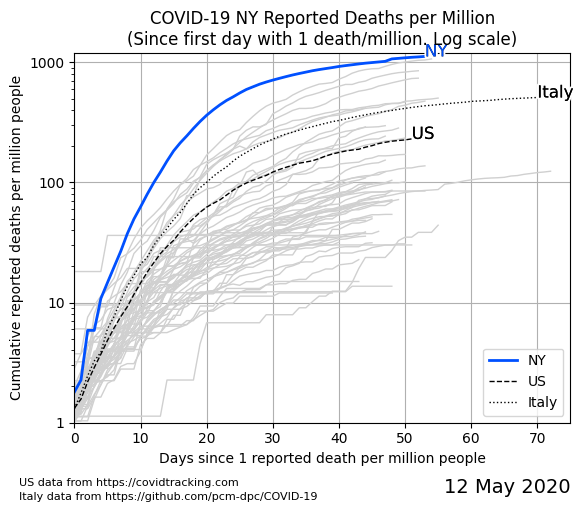 COVID-19 NY Reported Deaths per Million
(Since first day with 1 death/million. Log scale)
NY
1000
Italy
US
100
10
1
Cumulative reported deaths per million people
NY
US
Italy
0 10 20 30 40 50 60 70
Days since 1 reported death per million people
US data from https://covidtracking.com
Italy data from https://github.com/pcm-dpc/COVID-19
12 May 2020